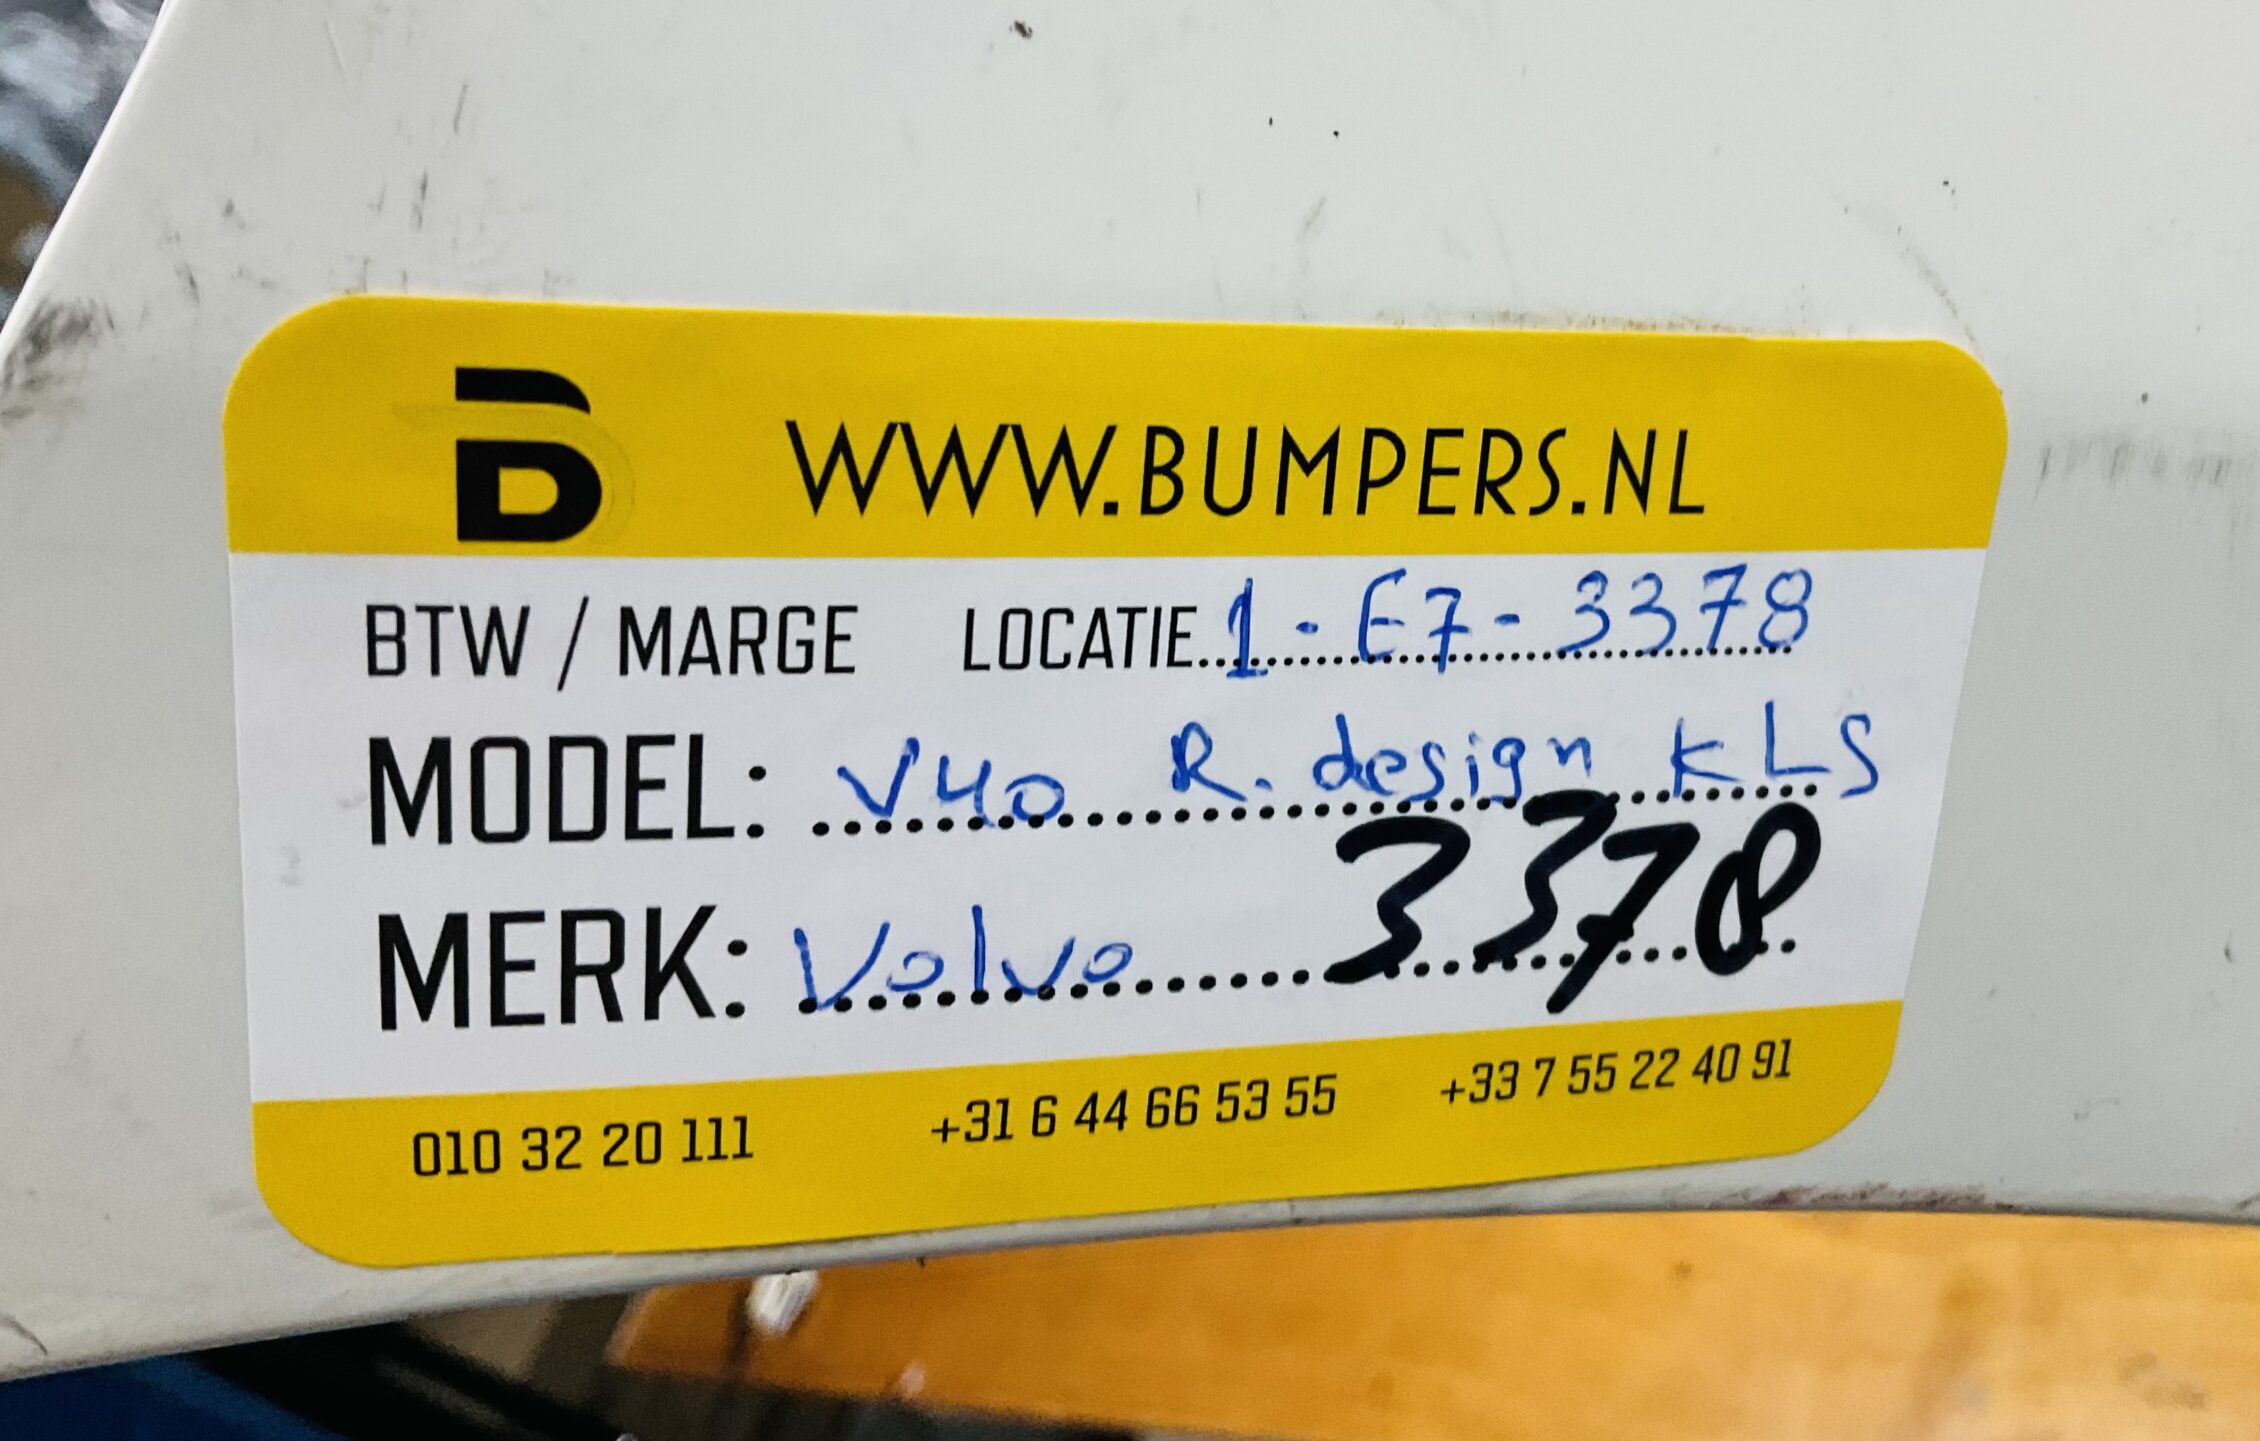 B WWW.BUMPERS.NL
BTW / MARGE LOCATIE 1-E7-3378
MODEL: V40 R. design KLS
3378
MERK: Volvo
010 32 20 111 +31 6 44 66 53 55 +33 7 55 22 40 91